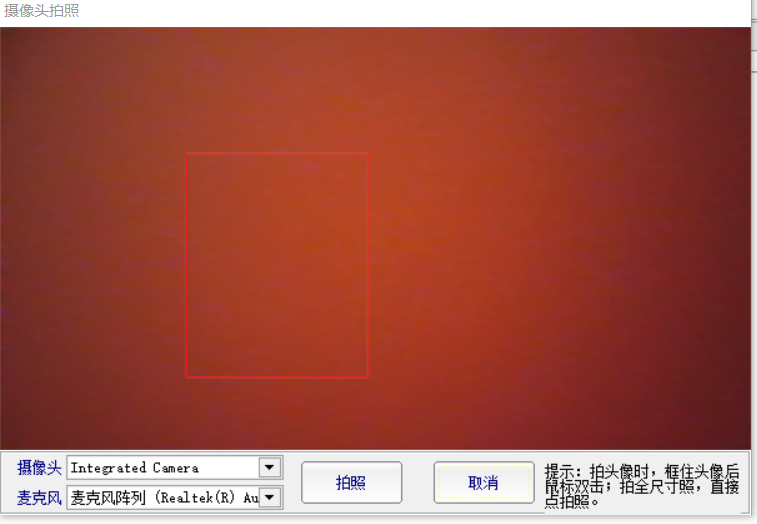 摄像头拍照
摄像头 Integrated Camera
麦克风 麦克风阵列 (Realtek(R) Au
拍照
取消
提示：拍头像时，框住头像后
鼠标双击；拍全尺寸照，直接
点拍照。